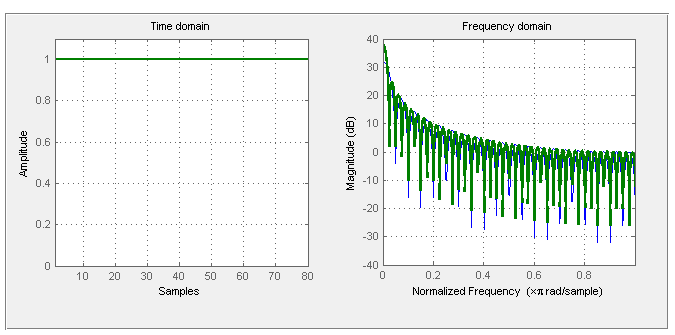 Time domain
Frequency domain
Amplitude
1
0.8
0.6
0.4
0.2
0
10 20 30 40 50 60 70 80
Samples
Magnitude (dB)
40
30
20
10
0
-10
-20
-30
-40
0 0.2 0.4 0.6 0.8
Normalized Frequency (×π rad/sample)